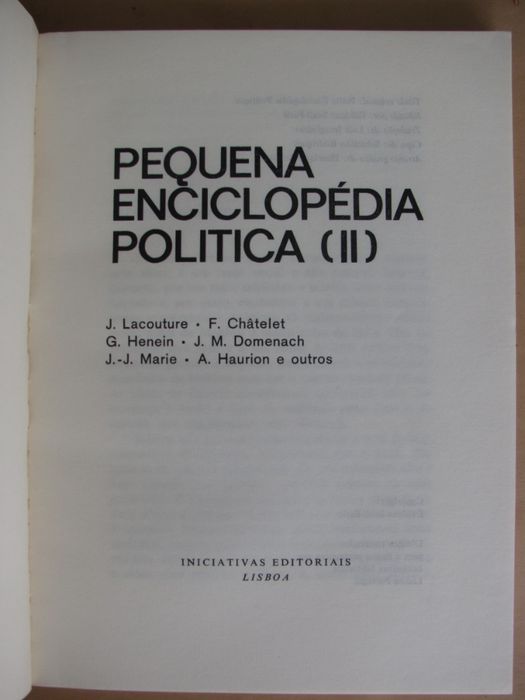 PEQUENA
ENCICLOPÉDIA
POLITICA (II)
J. Lacouture • F. Châtelet
G. Henein • J. M. Domenach
J.-J. Marie • A. Haurion e outros
INICIATIVAS EDITORIAIS
LISBOA